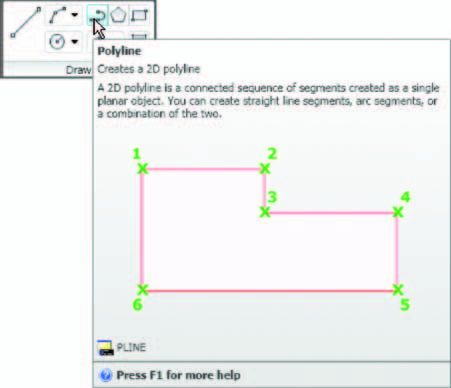 Draw
Polyline
Creates a 2D polyline
A 2D polyline is a connected sequence of segments created as a single
planar object. You can create straight line segments, arc segments, or
a combination of the two.
1 2
3 4
6 5
PLINE
Press F1 for more help